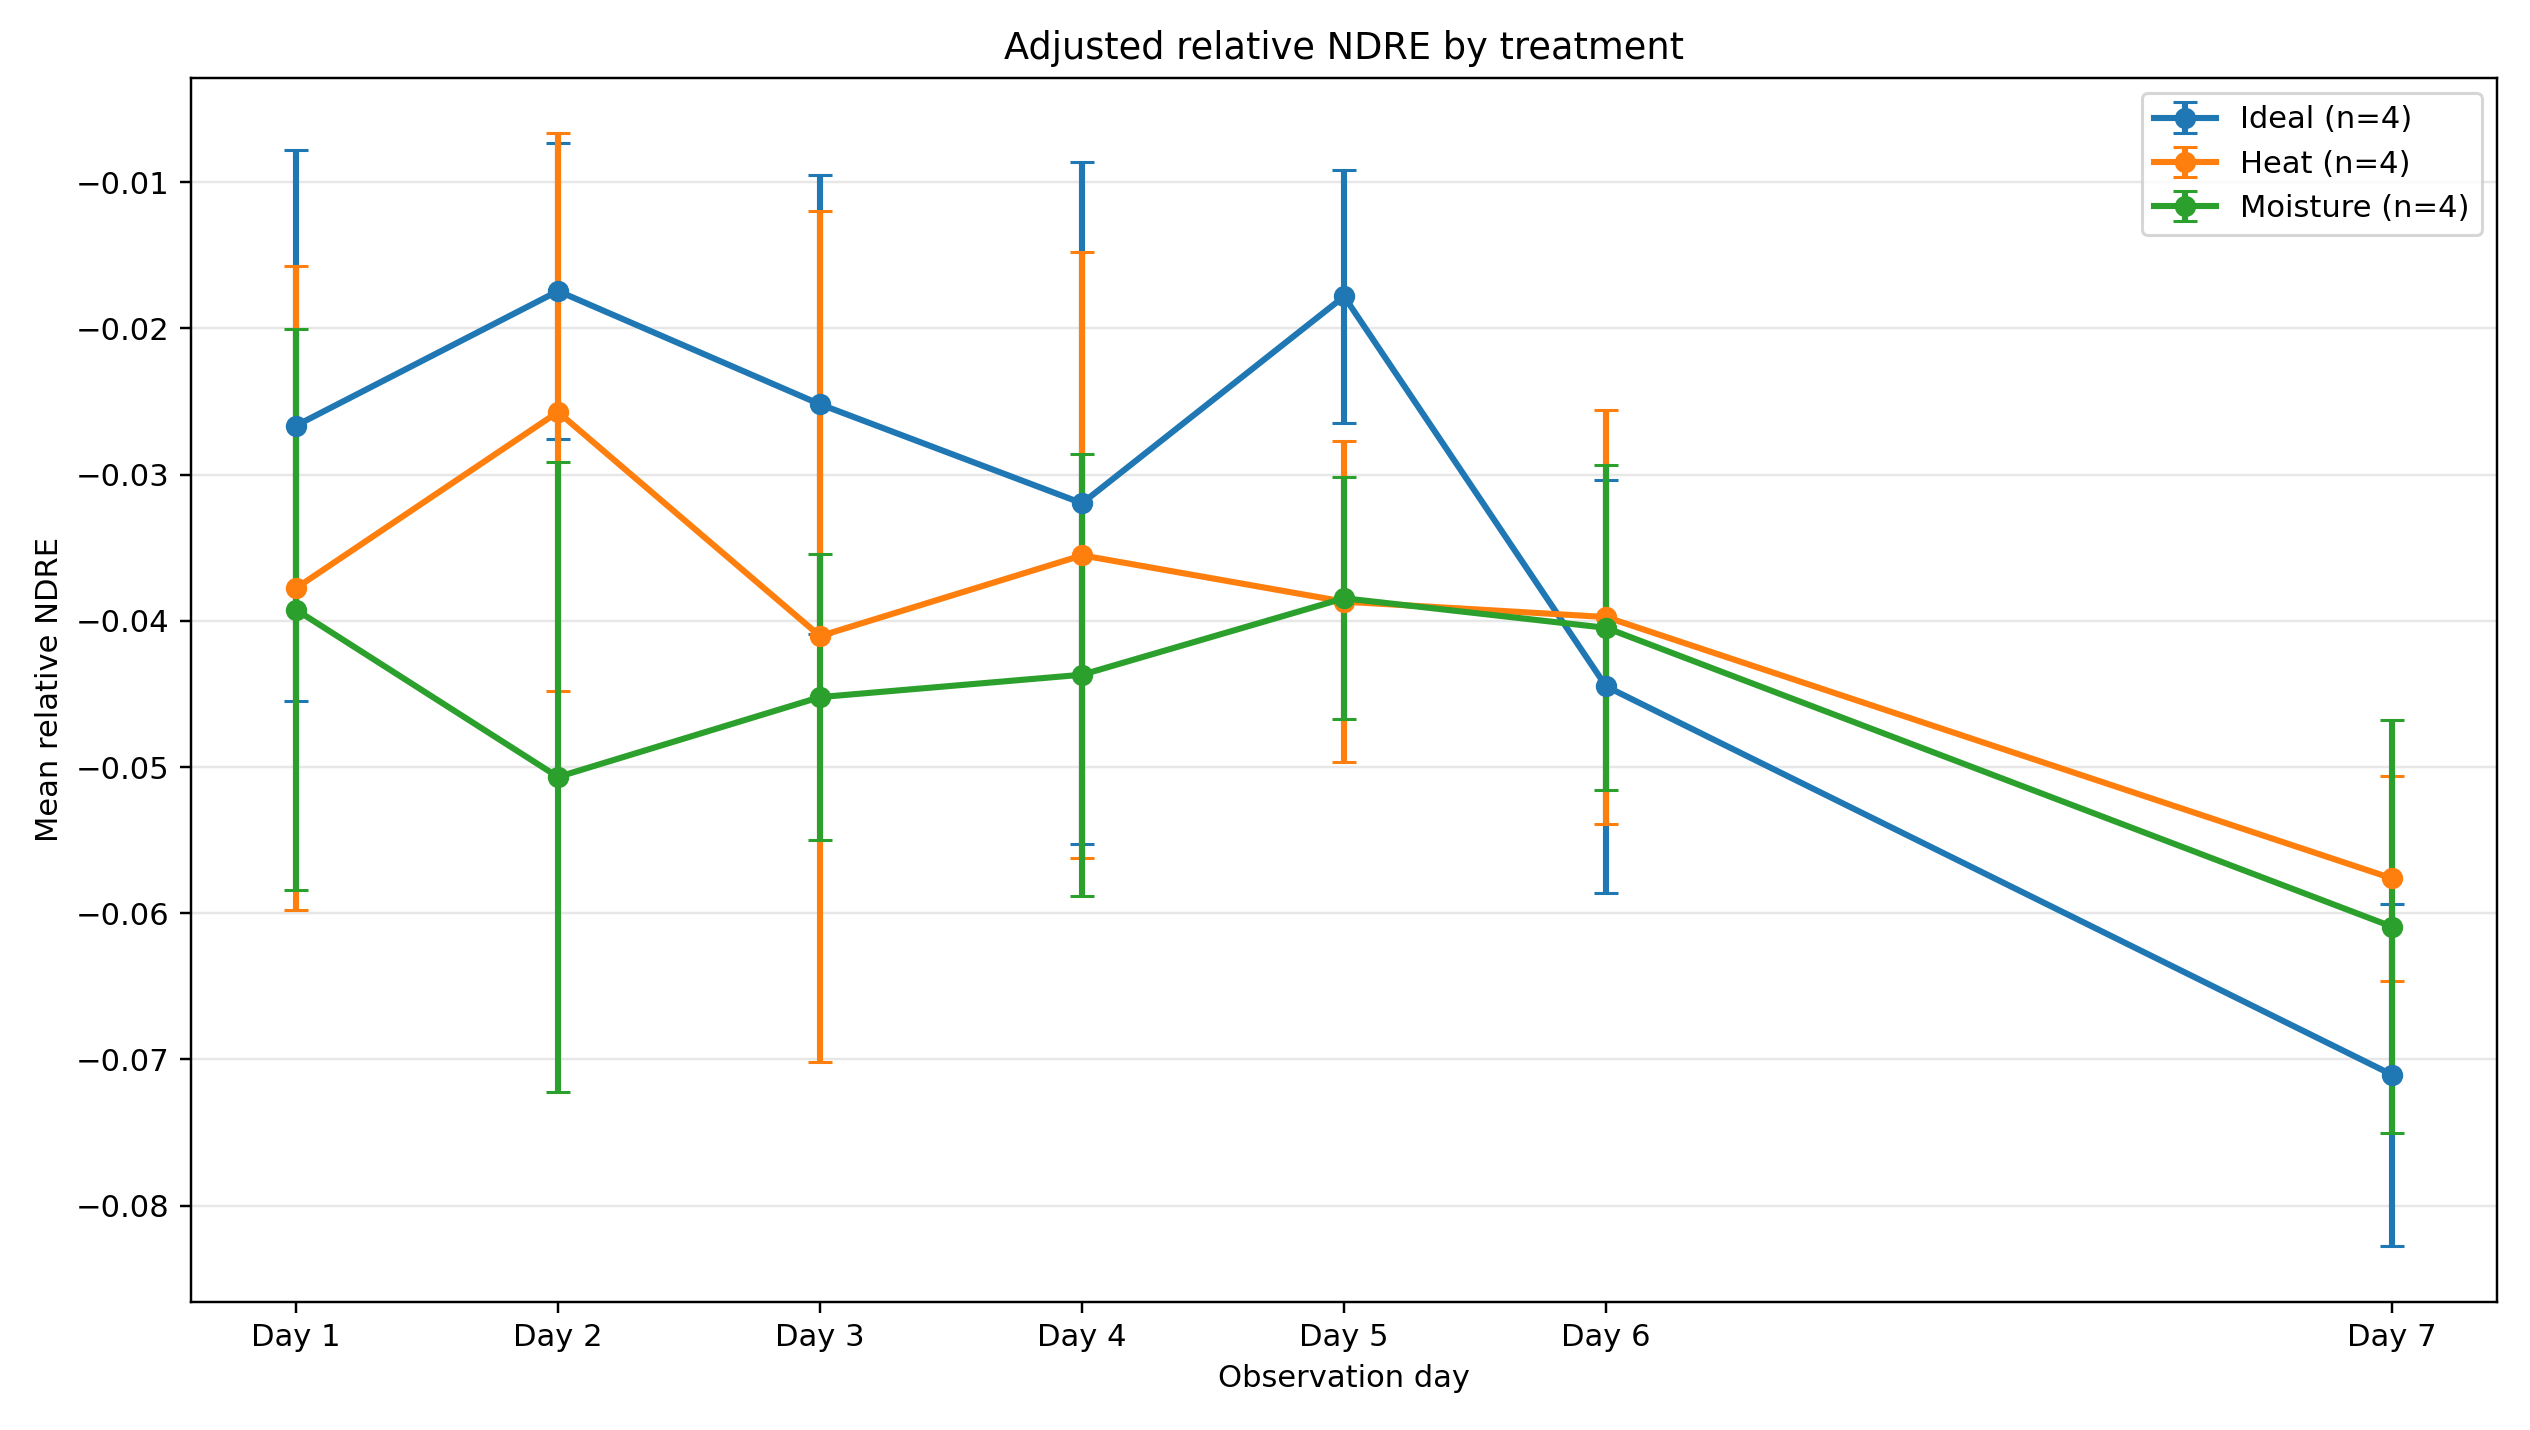 Adjusted relative NDRE by treatment
Ideal (n=4)
Heat (n=4)
Moisture (n=4)
Mean relative NDRE
−0.01
−0.02
−0.03
−0.04
−0.05
−0.06
−0.07
−0.08
Day 1
Day 2
Day 3
Day 4
Day 5
Day 6
Day 7
Observation day